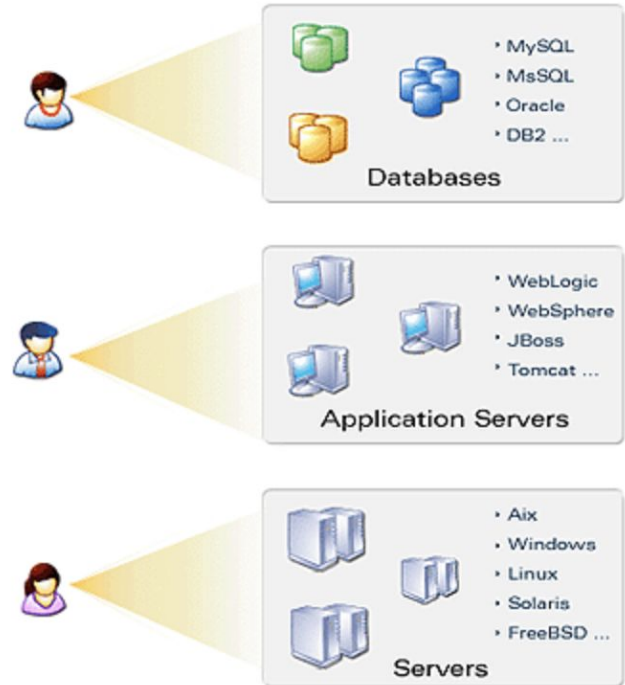 MySQL
MsSQL
Oracle
DB2 ...
Databases
WebLogic
WebSphere
JBoss
Tomcat ...
Application Servers
Aix
Windows
Linux
Solaris
FreeBSD ...
Servers